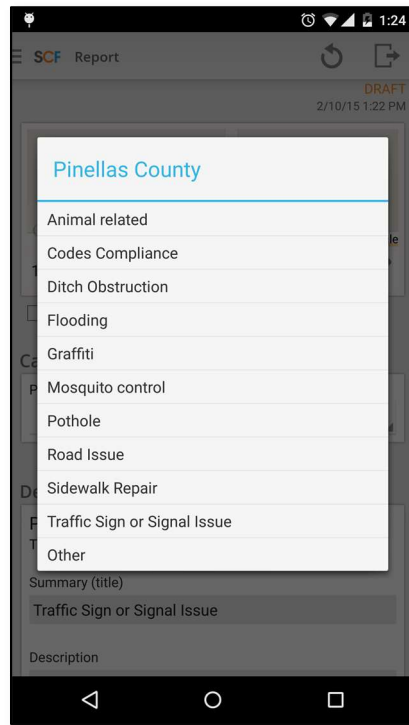 1:24
SCF Report
DRAFT
2/10/15 1:22 PM
Pinellas County
Animal related
Codes Compliance
Ditch Obstruction
Flooding
Graffiti
Mosquito control
Pothole
Road Issue
Sidewalk Repair
Traffic Sign or Signal Issue
Other
Summary (title)
Traffic Sign or Signal Issue
Description